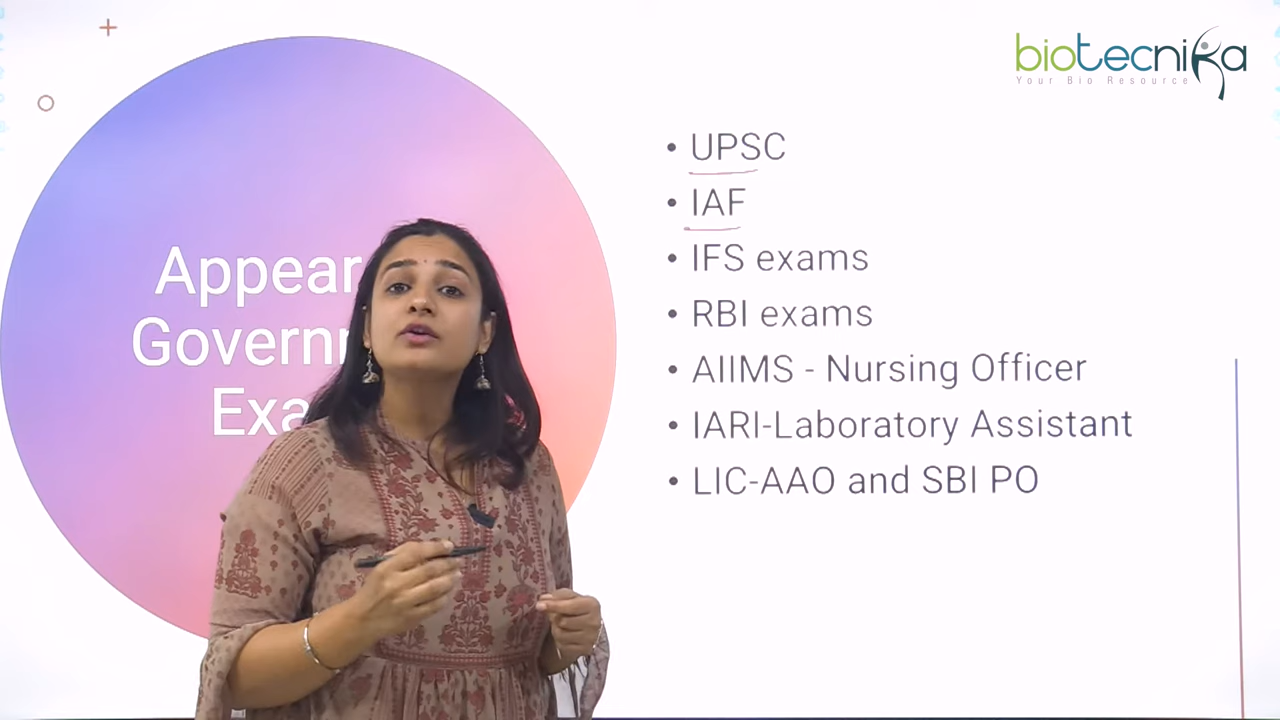 biotecnika
Your Bio Resource
Appear
Govern
Exa
• UPSC
• IAF
• IFS exams
• RBI exams
• AIIMS - Nursing Officer
• IARI-Laboratory Assistant
• LIC-AAO and SBI PO